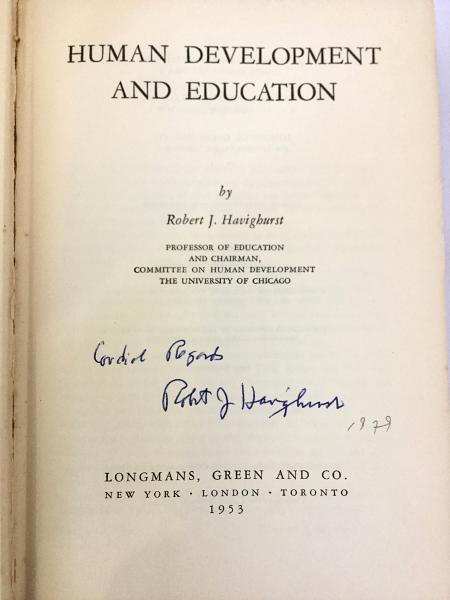 HUMAN DEVELOPMENT
AND EDUCATION
by
Robert J. Havighurst
PROFESSOR OF EDUCATION
AND CHAIRMAN,
COMMITTEE ON HUMAN DEVELOPMENT
THE UNIVERSITY OF CHICAGO
Cordial Regards
Robert J Havighurst
1979
LONGMANS, GREEN AND CO.
NEW YORK · LONDON · TORONTO
1953